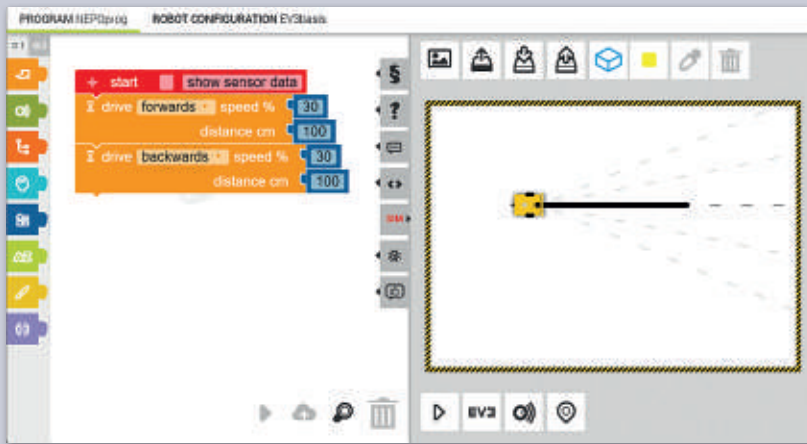 PROGRAM NEPOprog ROBOT CONFIGURATION EV3basis
+ start show sensor data
drive forwards speed % 30
distance cm 100
drive backwards speed % 30
distance cm 100
SIM
EV3